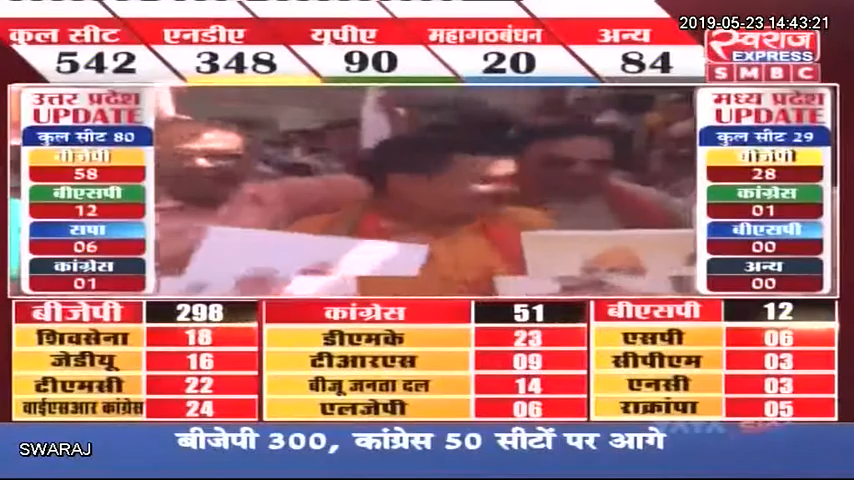 2019-05-23 14:43:21
कुल सीट एनडीए यूपीए महागठबंधन अन्य
542 348 90 20 84
स्वराज
EXPRESS
SMBC
उत्तर प्रदेश
UPDATE
कुल सीट 80
बीजेपी
58
बीएसपी
12
सपा
06
कांग्रेस
01
मध्य प्रदेश
UPDATE
कुल सीट 29
बीजेपी
28
कांग्रेस
01
बीएसपी
00
अन्य
00
बीजेपी 298 कांग्रेस 51 बीएसपी 12
शिवसेना 18 डीएमके 23 एसपी 06
जेडीयू 16 टीआरएस 09 सीपीएम 03
टीएमसी 22 बीजू जनता दल 14 एनसी 03
वाईएसआर कांग्रेस 24 एलजेपी 06 राकांपा 05
SWARAJ
बीजेपी 300, कांग्रेस 50 सीटों पर आगे